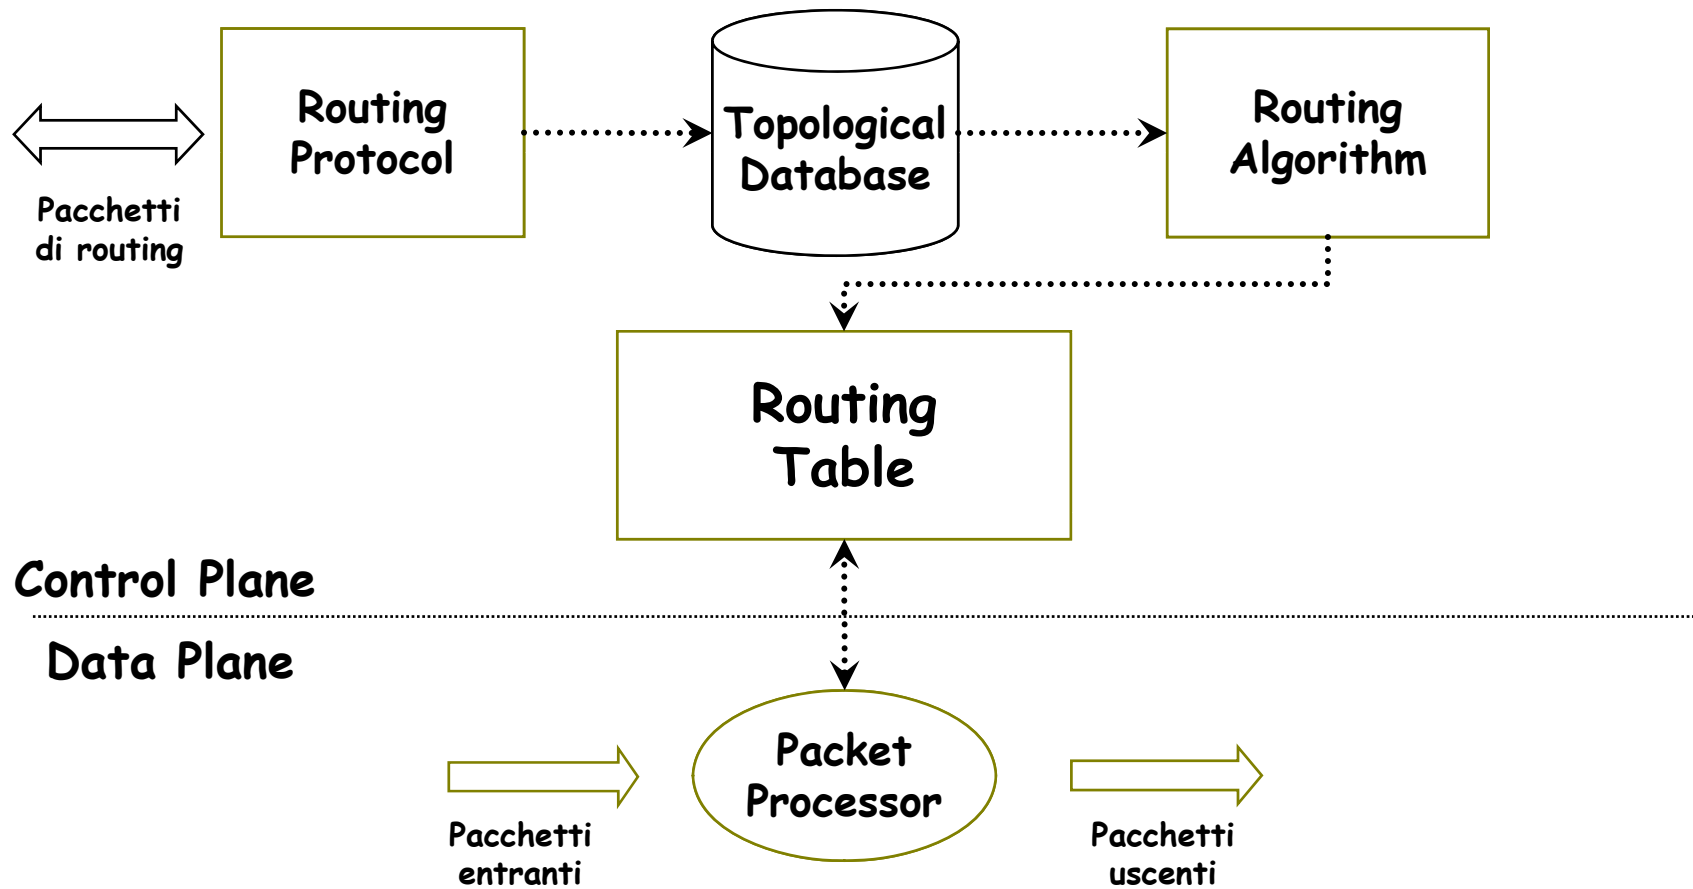 Routing
Protocol
Topological
Database
Routing
Algorithm
Pacchetti
di routing
Routing
Table
Control Plane
Data Plane
Packet
Processor
Pacchetti
entranti
Pacchetti
uscenti